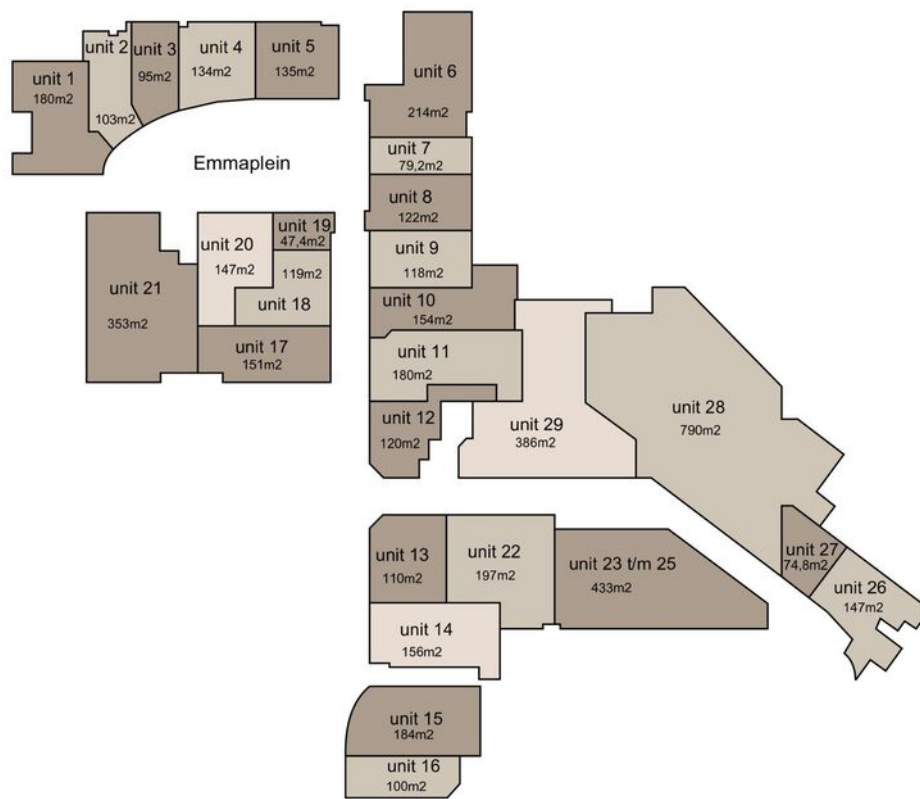 unit 1
180m2
unit 2
103m2
unit 3
95m2
unit 4
134m2
unit 5
135m2
Emmaplein
unit 6
214m2
unit 7
79,2m2
unit 8
122m2
unit 9
118m2
unit 10
154m2
unit 11
180m2
unit 12
120m2
unit 19
47,4m2
unit 20
147m2
119m2
unit 18
unit 21
353m2
unit 17
151m2
unit 29
386m2
unit 28
790m2
unit 27
74,8m2
unit 26
147m2
unit 13
110m2
unit 22
197m2
unit 23 t/m 25
433m2
unit 14
156m2
unit 15
184m2
unit 16
100m2